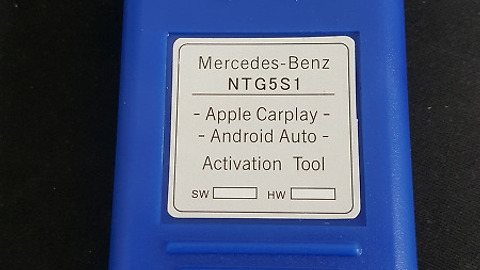 Mercedes-Benz
NTG5S1
- Apple Carplay -
- Android Auto -
Activation Tool
SW HW